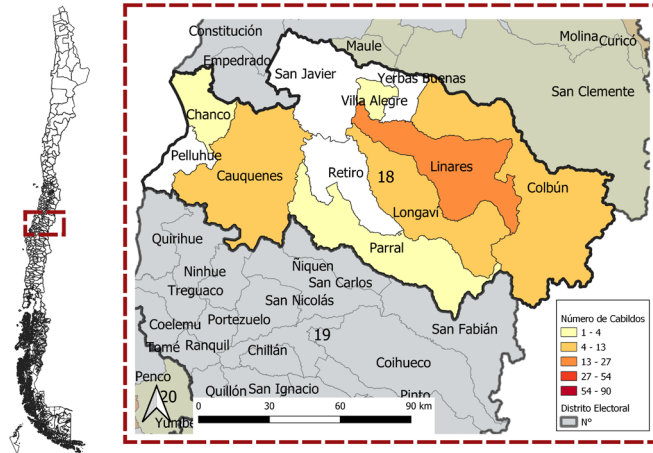 Constitución
Molina
Curicó
Maule
Empedrado
San Javier
Yerbas Buenas
San Clemente
Villa Alegre
Chanco
Pelluhue
Linares
Retiro
18
Cauquenes
Colbún
Longaví
Quirihue
Parral
Ñiquen
Ninhue
San Carlos
Treguaco
San Nicolás
Portezuelo
Coelemu
San Fabián
19
Tomé
Ranquil
Chillán
Coihueco
Penco
Quillón
San Ignacio
Pinto
20
Yumbe
0
30
60
90 km
Número de Cabildos
1 - 4
4 - 13
13 - 27
27 - 54
54 - 90
Distrito Electoral
N°